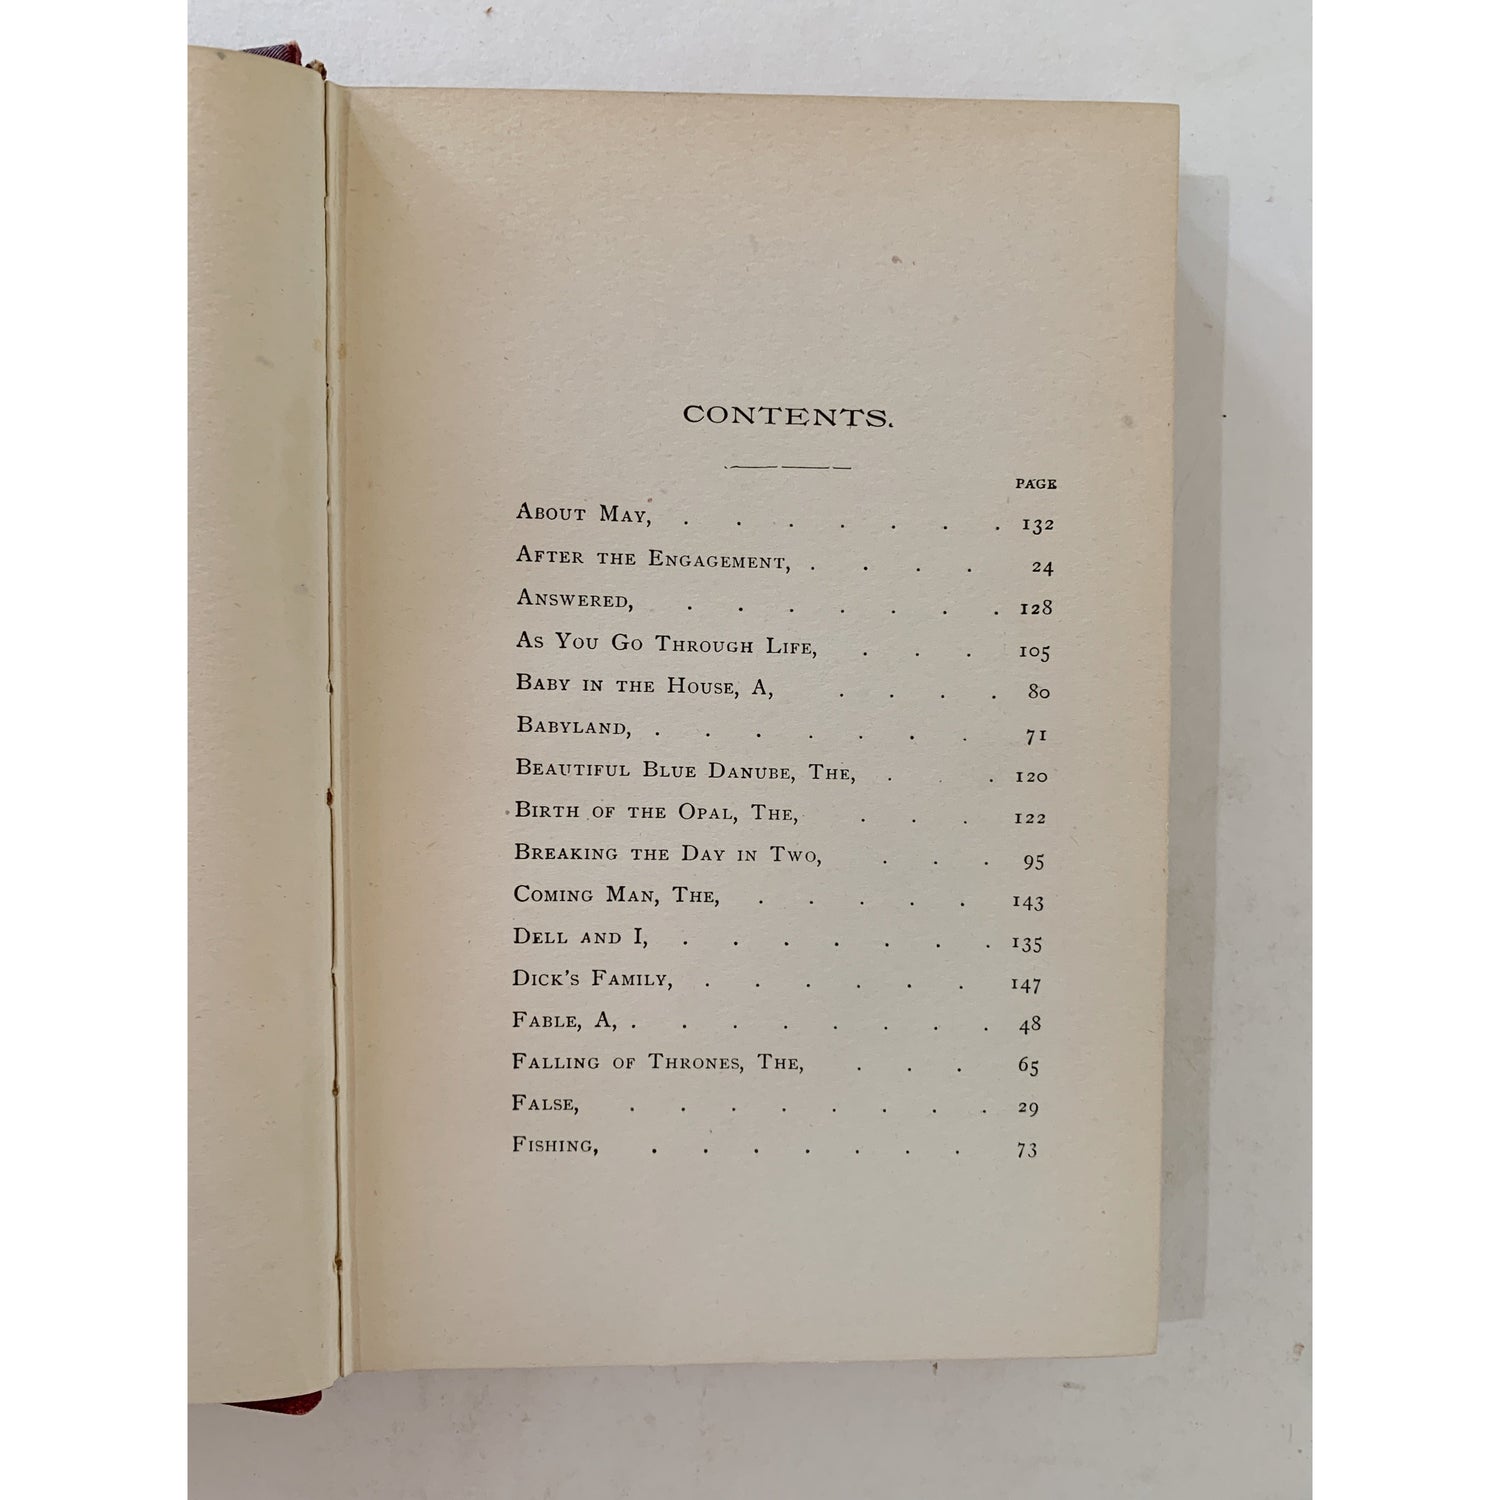 CONTENTS.
PAGE
ABOUT MAY, . . . . . . . 132
AFTER THE ENGAGEMENT, . . . . 24
ANSWERED, . . . . . . . 128
AS YOU GO THROUGH LIFE, . . . 105
BABY IN THE HOUSE, A, . . . . 80
BABYLAND, . . . . . . . 71
BEAUTIFUL BLUE DANUBE, THE, . . . 120
BIRTH OF THE OPAL, THE, . . . 122
BREAKING THE DAY IN TWO, . . . 95
COMING MAN, THE, . . . . . 143
DELL AND I, . . . . . . . 135
DICK'S FAMILY, . . . . . . 147
FABLE, A, . . . . . . . . 48
FALLING OF THRONES, THE, . . . 65
FALSE, . . . . . . . . 29
FISHING, . . . . . . . 73